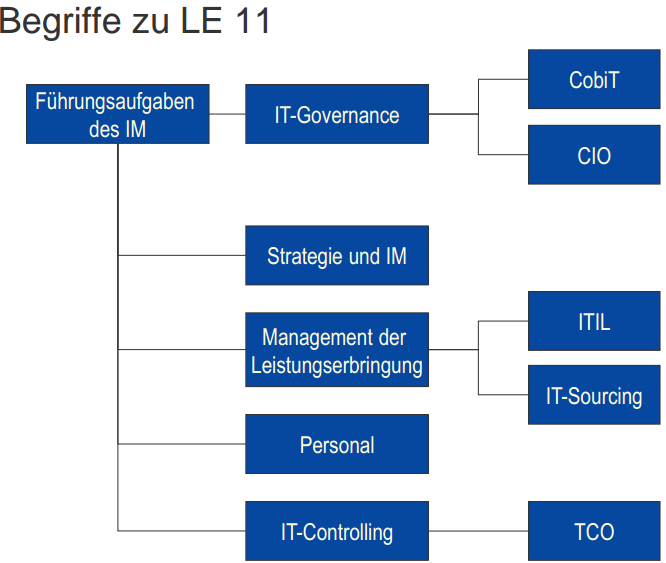 Begriffe zu LE 11
Führungsaufgaben
des IM
IT-Governance
CobiT
CIO
Strategie und IM
Management der
Leistungserbringung
ITIL
IT-Sourcing
Personal
IT-Controlling
TCO